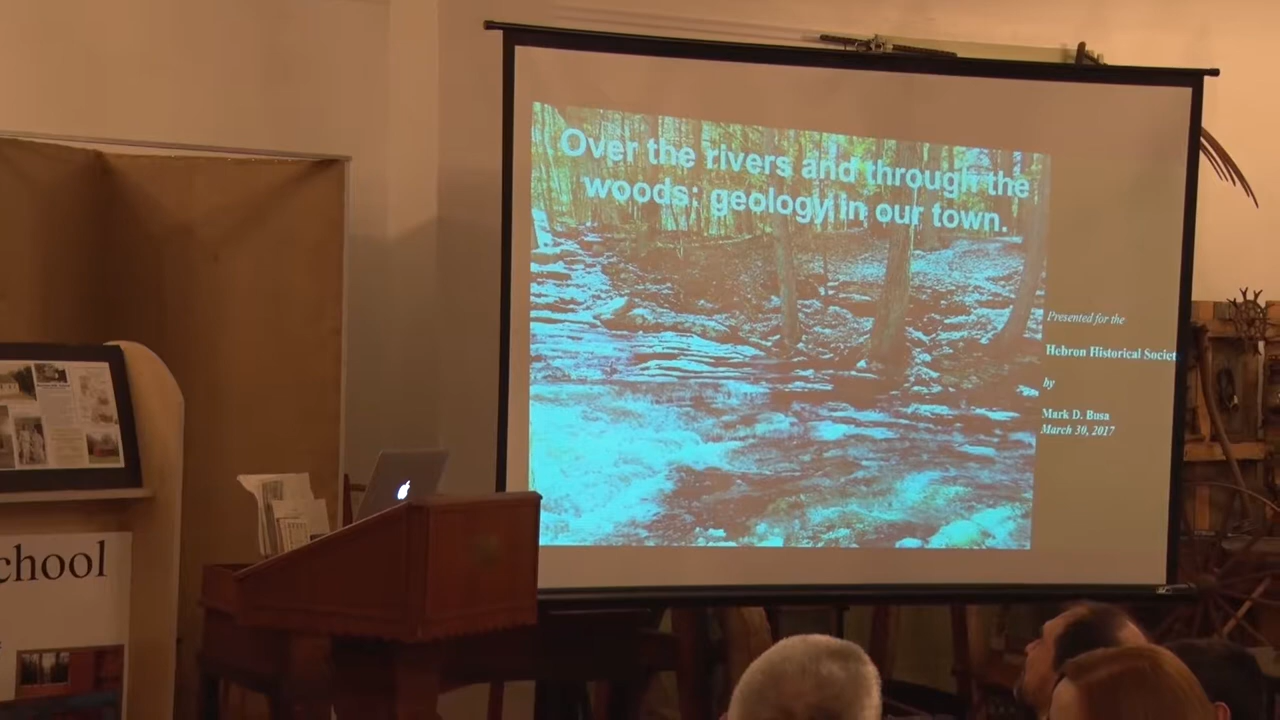 Over the rivers and through the
woods: geology in our town.
Presented for the
Hebron Historical Societ
by
Mark D. Busa
March 30, 2017
chool